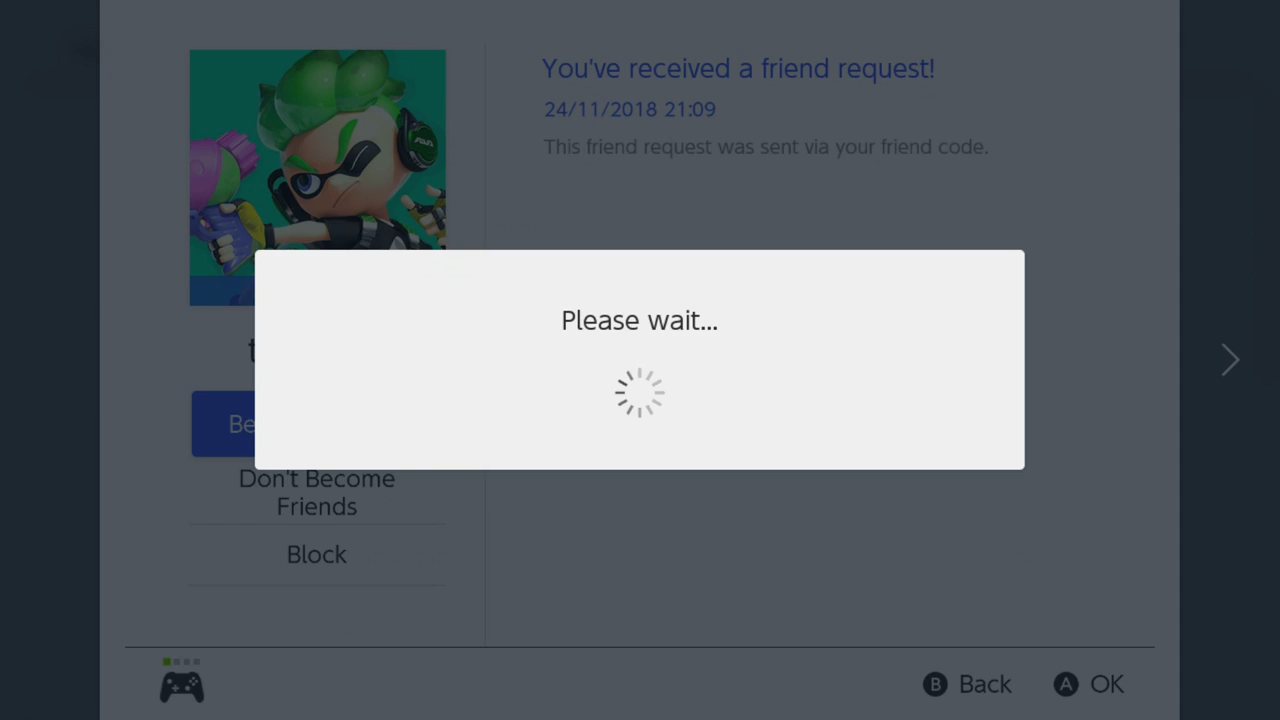 You've received a friend request!
24/11/2018 21:09
This friend request was sent via your friend code.
Please wait...
Don't Become
Friends
Block
B Back
A OK